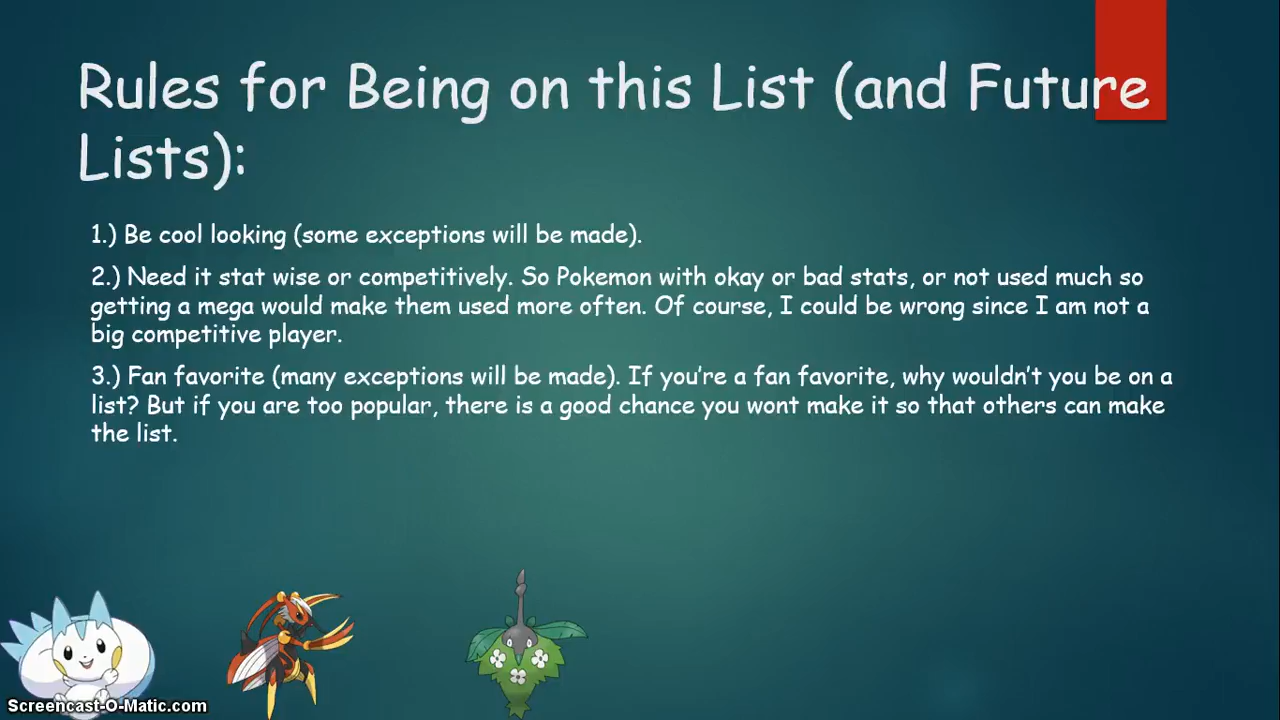 Rules for Being on this List (and Future
Lists):
1.) Be cool looking (some exceptions will be made).
2.) Need it stat wise or competitively. So Pokemon with okay or bad stats, or not used much so
getting a mega would make them used more often. Of course, I could be wrong since I am not a
big competitive player.
3.) Fan favorite (many exceptions will be made). If you're a fan favorite, why wouldn't you be on a
list? But if you are too popular, there is a good chance you wont make it so that others can make
the list.
Screencast-O-Matic.com